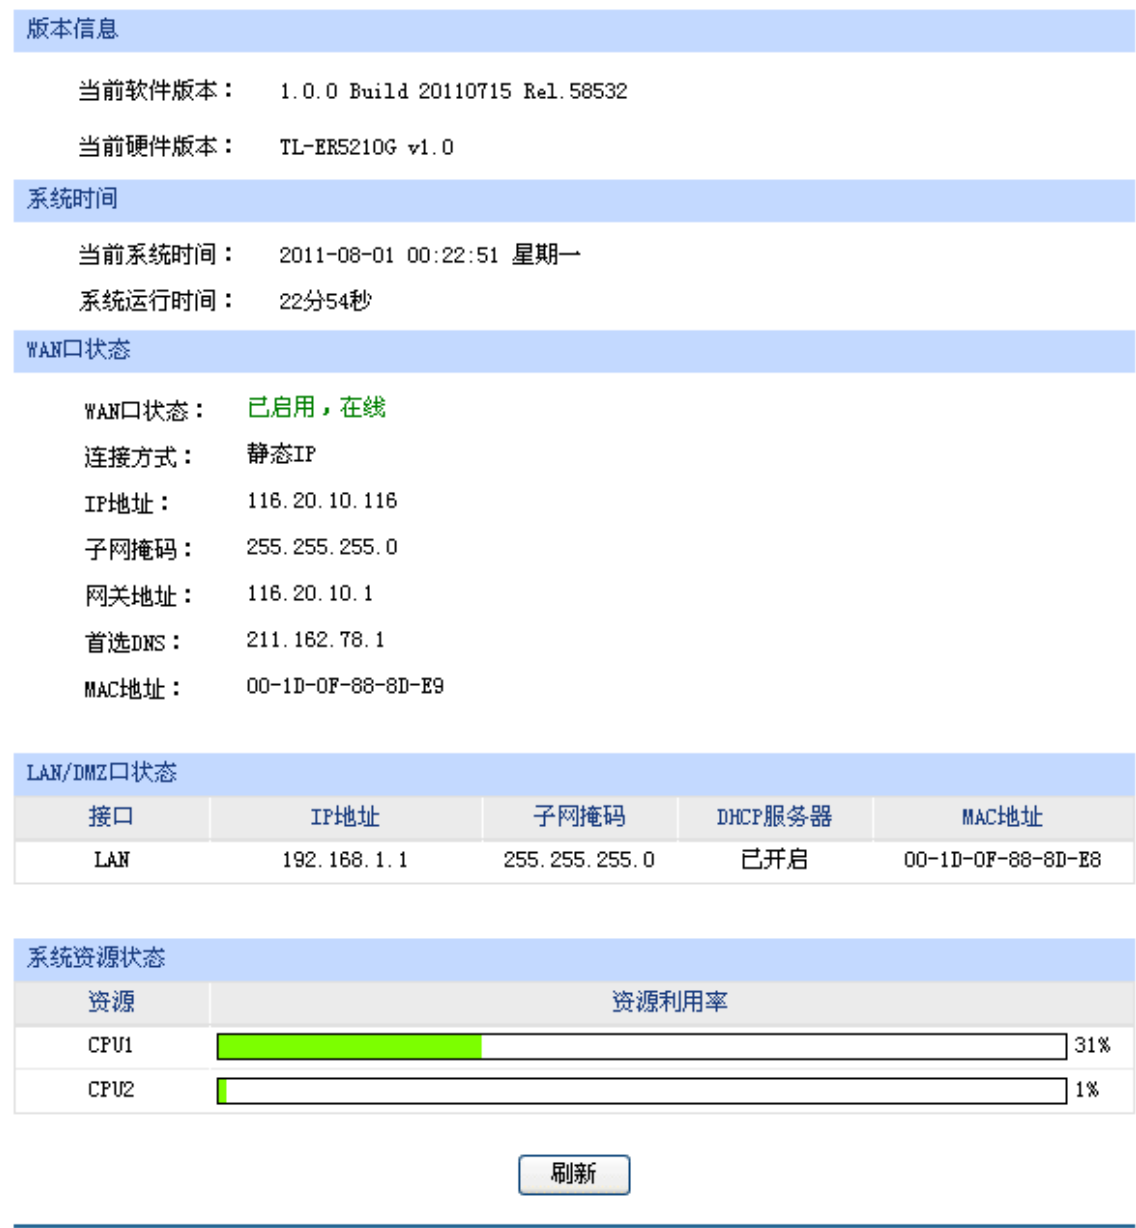 版本信息
当前软件版本： 1.0.0 Build 20110715 Rel.58532
当前硬件版本： TL-ER5210G v1.0
系统时间
当前系统时间： 2011-08-01 00:22:51 星期一
系统运行时间： 22分54秒
WAN口状态
WAN口状态： 已启用，在线
连接方式： 静态IP
IP地址： 116.20.10.116
子网掩码： 255.255.255.0
网关地址： 116.20.10.1
首选DNS： 211.162.78.1
MAC地址： 00-1D-0F-88-8D-E9
LAN/DMZ口状态
接口 IP地址 子网掩码 DHCP服务器 MAC地址
LAN 192.168.1.1 255.255.255.0 已开启 00-1D-0F-88-8D-E8
系统资源状态
资源 资源利用率
CPU1 31%
CPU2 1%
刷新